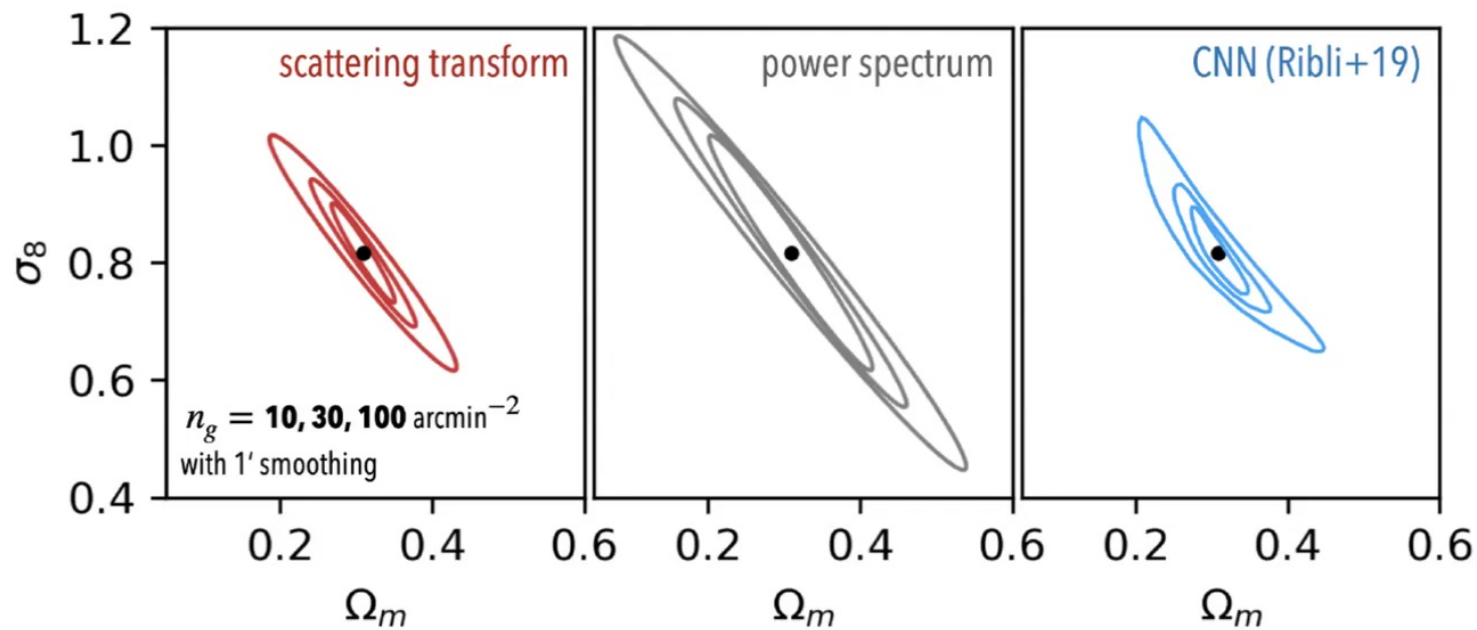 scattering transform
power spectrum
CNN (Ribli+19)
1.2
1.0
0.8
0.6
0.4
σ₈
n_g = 10, 30, 100 arcmin⁻²
with 1′ smoothing
0.2 0.4 0.6 0.2 0.4 0.6 0.2 0.4 0.6
Ωₘ Ωₘ Ωₘ